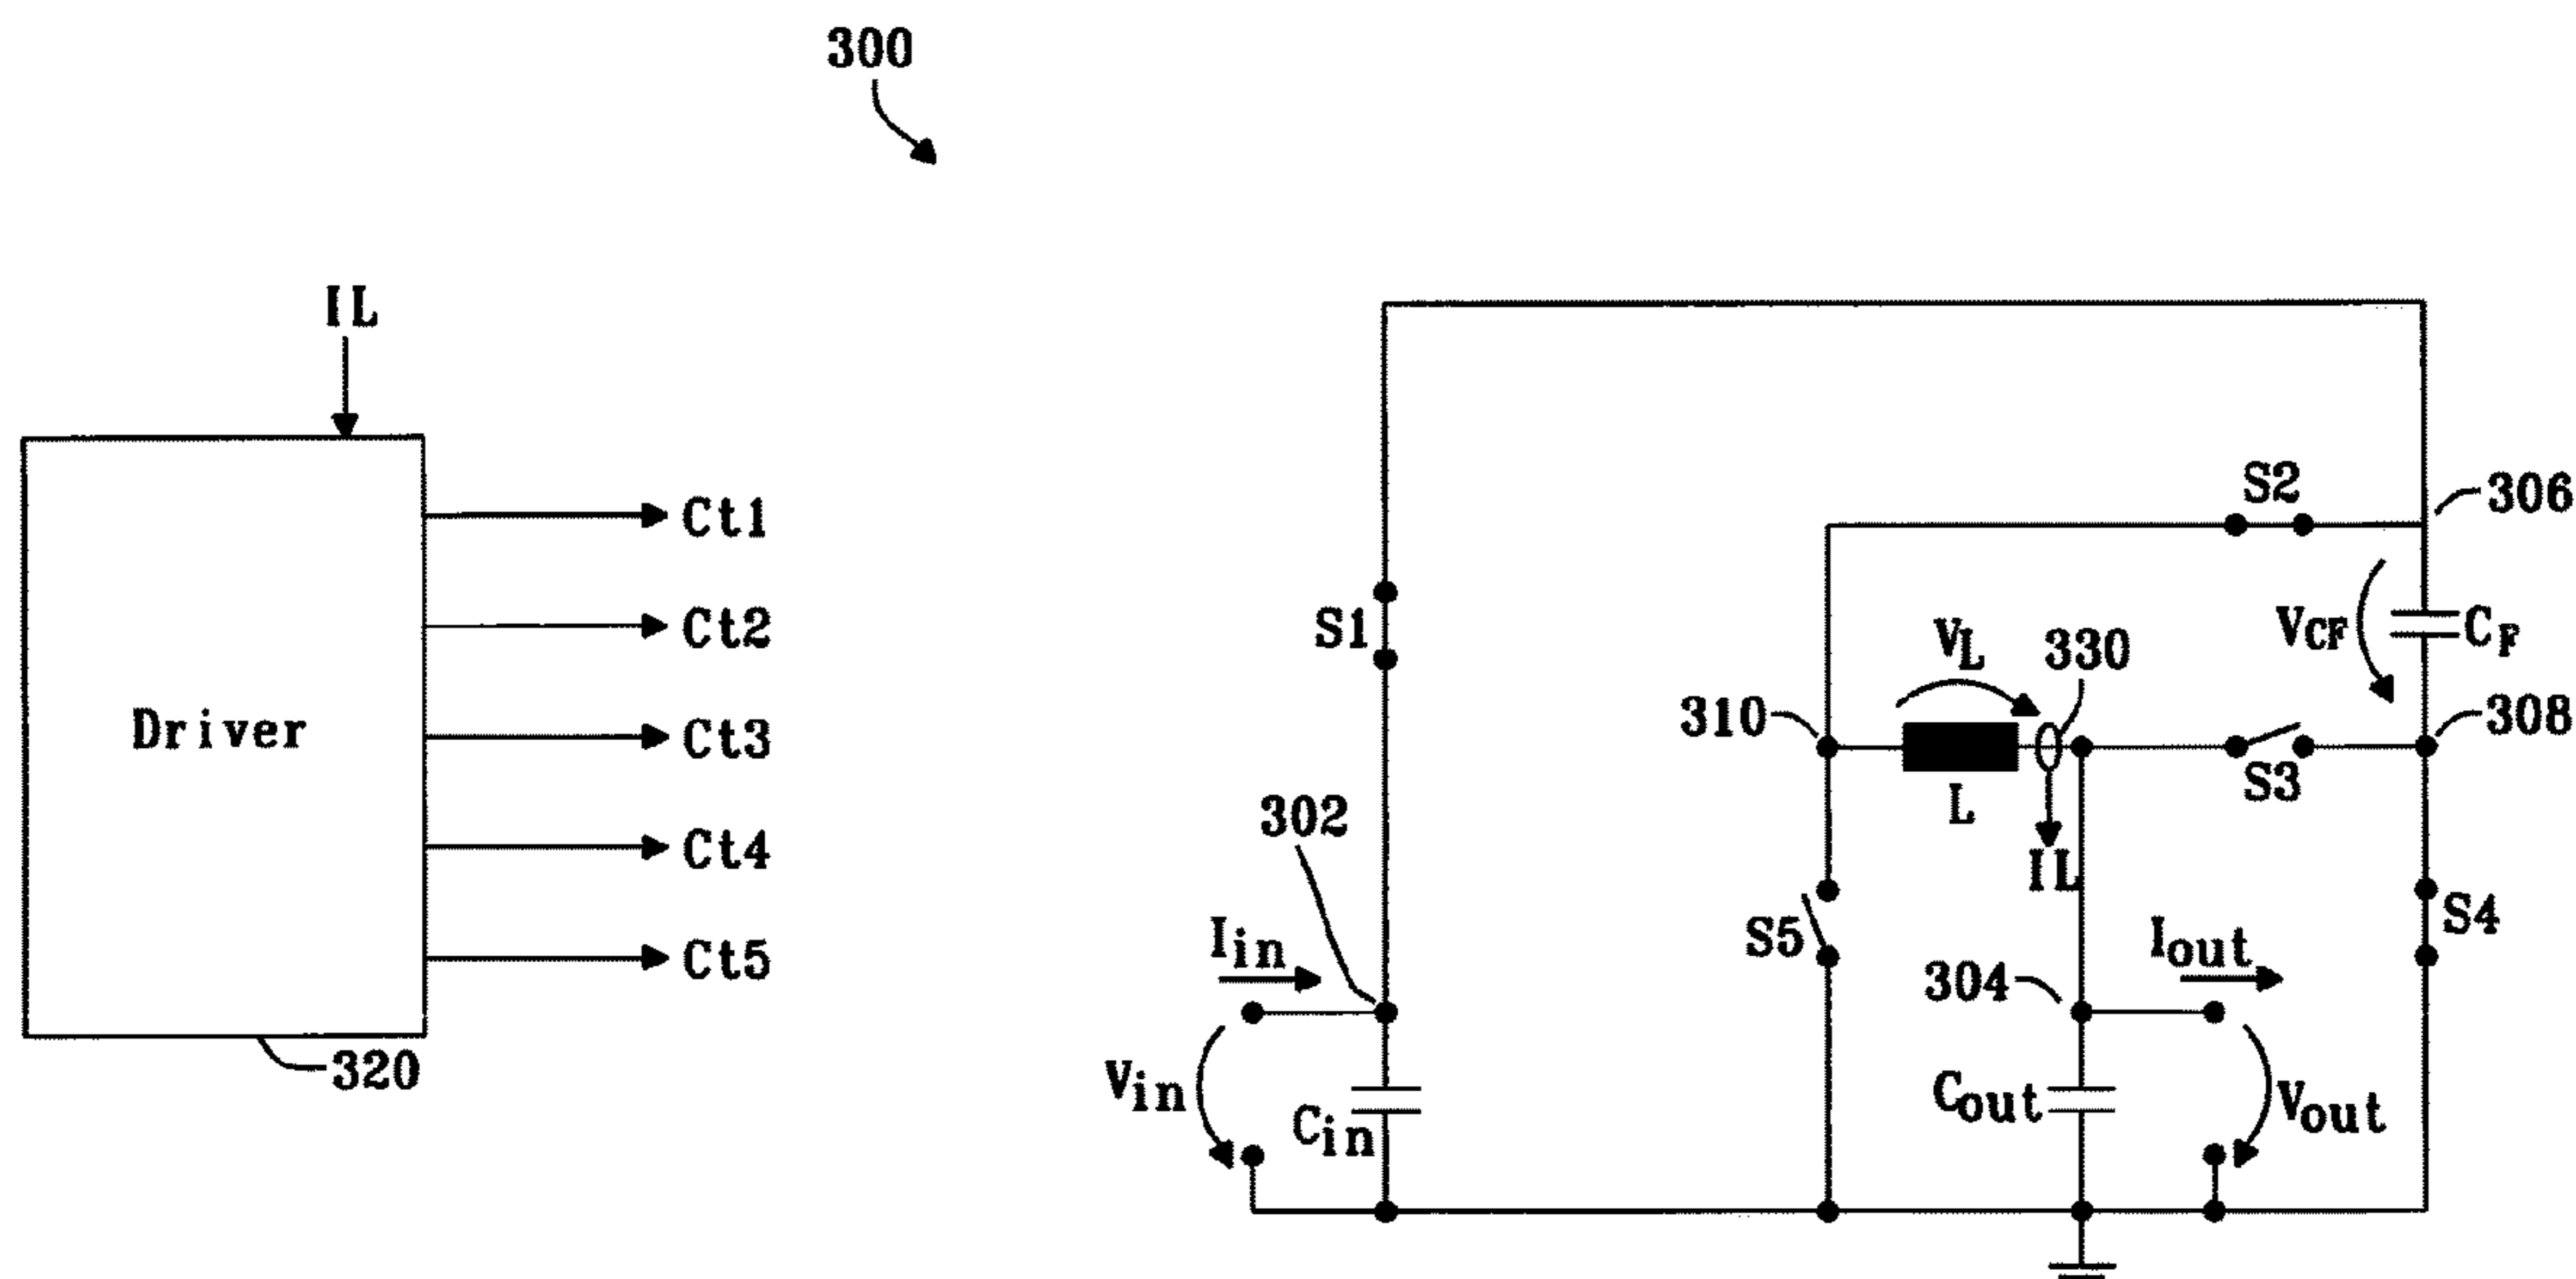 300
IL
Driver
Ct1
Ct2
Ct3
Ct4
Ct5
320
S1
S2
306
VCF
CF
VL
330
310
308
L
S3
IL
302
Iin
S5
304
Iout
S4
Vin
Cin
Cout
Vout